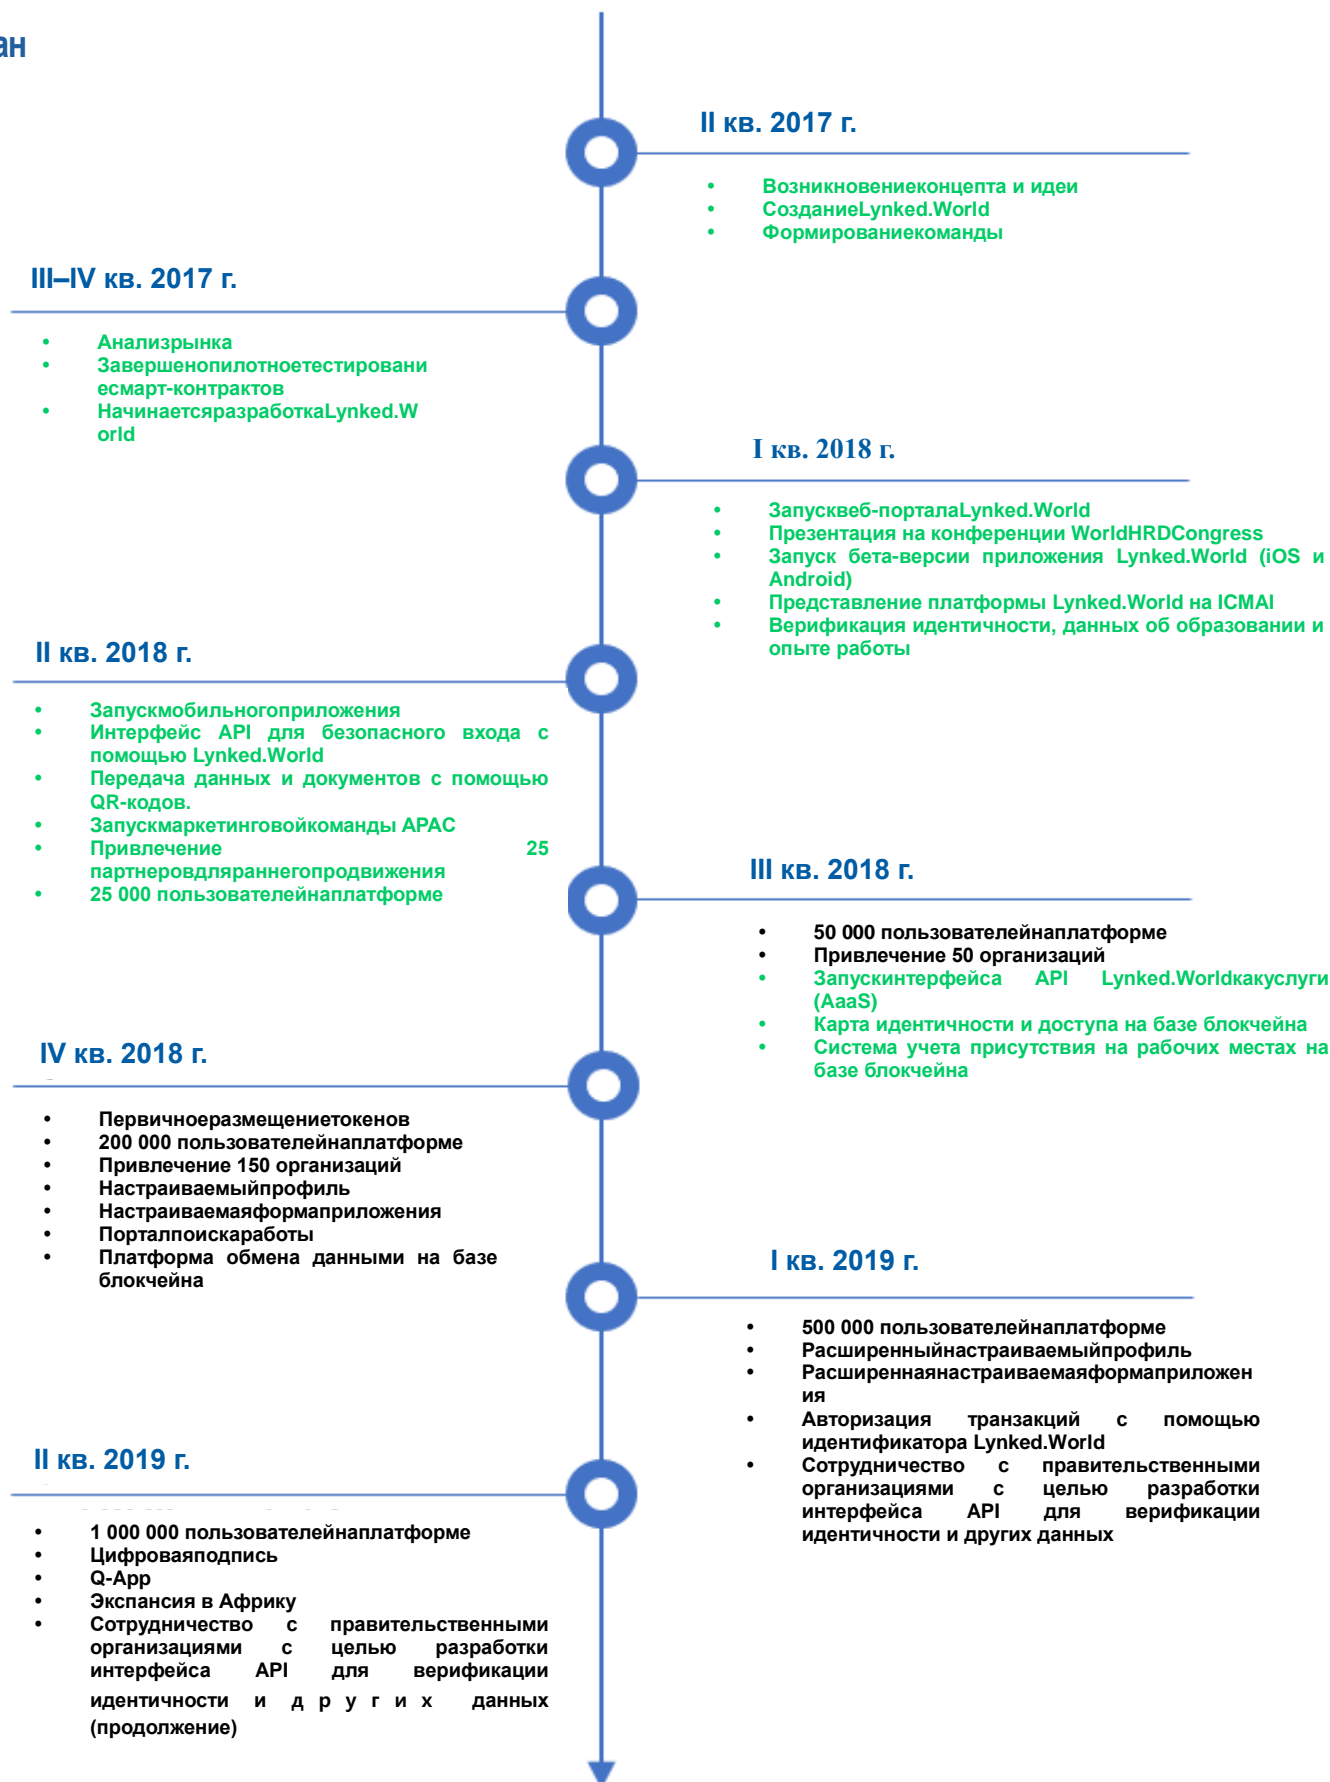 ан
II кв. 2017 г.
• Возникновениеконцепта и идеи
• СозданиеLynked.World
• Формированиекоманды
III–IV кв. 2017 г.
• Анализрынка
• Завершенопилотноетестировани
есмарт-контрактов
• НачинаетсяразработкаLynked.W
orld
I кв. 2018 г.
• Запусквеб-порталаLynked.World
• Презентация на конференции WorldHRDCongress
• Запуск бета-версии приложения Lynked.World (iOS и
Android)
• Представление платформы Lynked.World на ICMAI
• Верификация идентичности, данных об образовании и
опыте работы
II кв. 2018 г.
• Запускмобильногоприложения
• Интерфейс API для безопасного входа с
помощью Lynked.World
• Передача данных и документов с помощью
QR-кодов.
• Запускмаркетинговойкоманды APAC
• Привлечение 25
партнеровдляраннегопродвижения
• 25 000 пользователейнаплатформе
III кв. 2018 г.
• 50 000 пользователейнаплатформе
• Привлечение 50 организаций
• Запускинтерфейса API Lynked.Worldкакуслуги
(AaaS)
• Карта идентичности и доступа на базе блокчейна
• Система учета присутствия на рабочих местах на
базе блокчейна
IV кв. 2018 г.
• Первичноеразмещениетокенов
• 200 000 пользователейнаплатформе
• Привлечение 150 организаций
• Настраиваемыйпрофиль
• Настраиваемаяформаприложения
• Порталпоискаработы
• Платформа обмена данными на базе
блокчейна
I кв. 2019 г.
• 500 000 пользователейнаплатформе
• Расширенныйнастраиваемыйпрофиль
• Расширеннаянастраиваемаяформаприложен
ия
• Авторизация транзакций с помощью
идентификатора Lynked.World
• Сотрудничество с правительственными
организациями с целью разработки
интерфейса API для верификации
идентичности и других данных
II кв. 2019 г.
• 1 000 000 пользователейнаплатформе
• Цифроваяподпись
• Q-App
• Экспансия в Африку
• Сотрудничество с правительственными
организациями с целью разработки
интерфейса API для верификации
идентичности и д р у г и х данных
(продолжение)